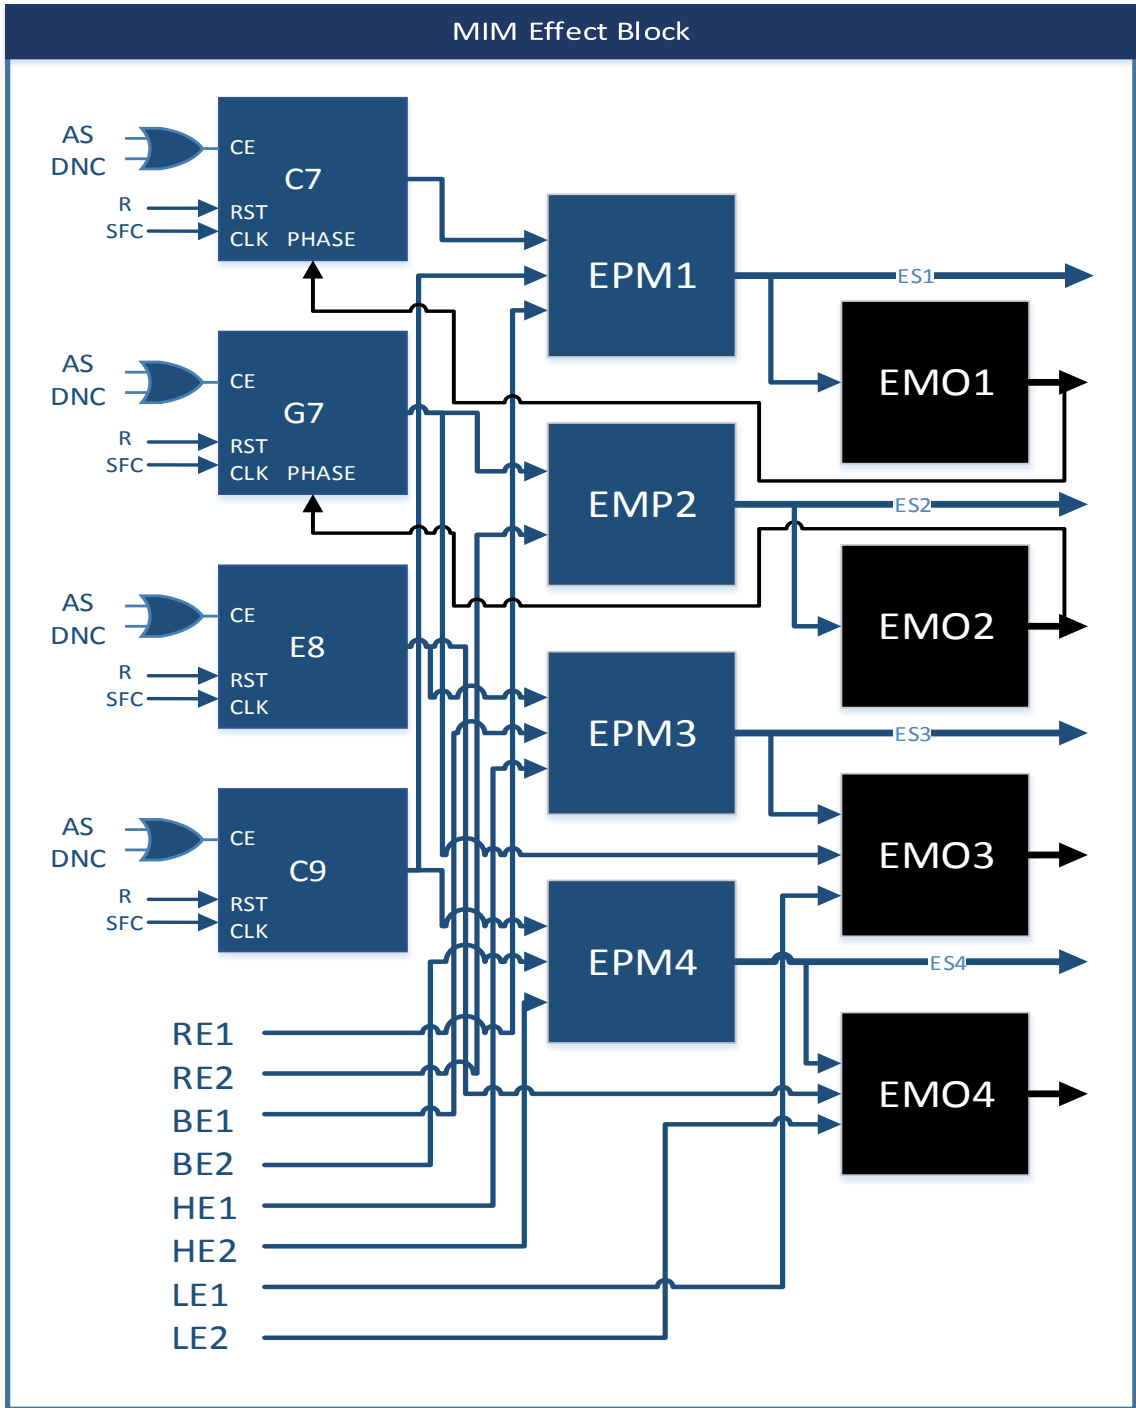 MIM Effect Block
AS
DNC
CE
C7
R
SFC
RST
CLK PHASE
EPM1
ES1
EMO1
AS
DNC
CE
G7
R
SFC
RST
CLK PHASE
EMP2
ES2
EMO2
AS
DNC
CE
E8
R
SFC
RST
CLK
EPM3
ES3
EMO3
AS
DNC
CE
C9
R
SFC
RST
CLK
EPM4
ES4
EMO4
RE1
RE2
BE1
BE2
HE1
HE2
LE1
LE2